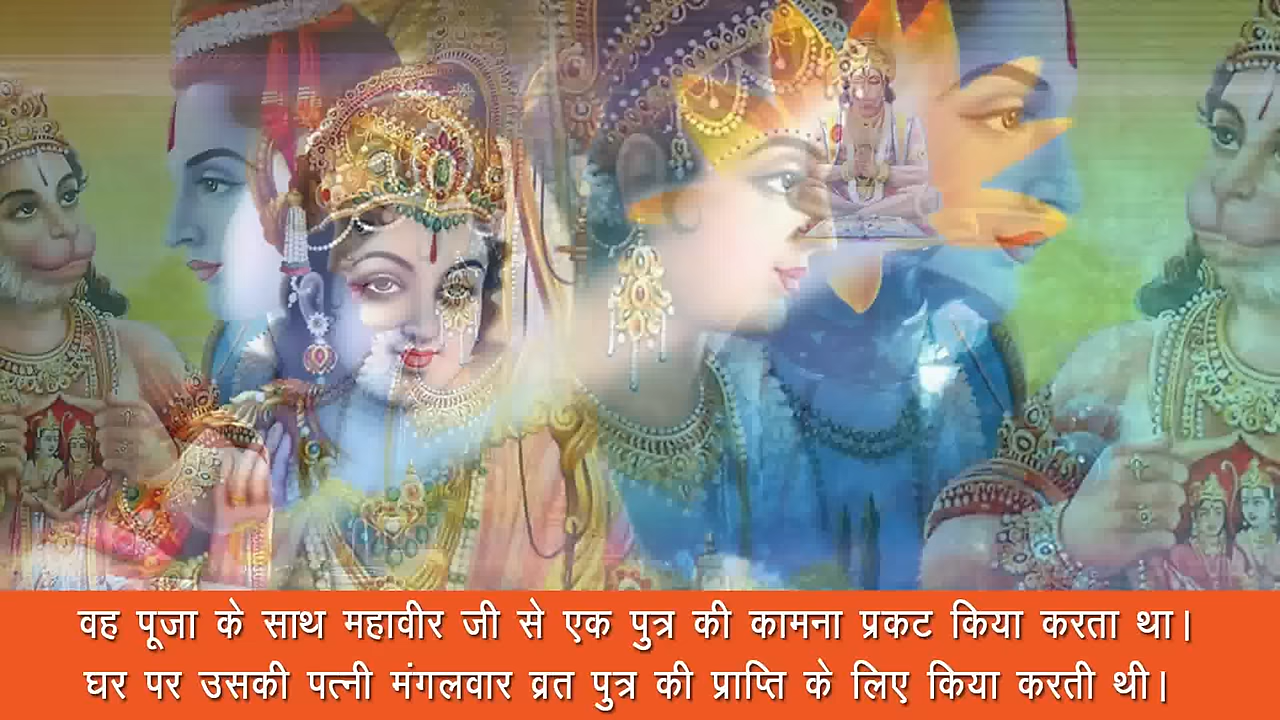 वह पूजा के साथ महावीर जी से एक पुत्र की कामना प्रकट किया करता था।
घर पर उसकी पत्नी मंगलवार व्रत पुत्र की प्राप्ति के लिए किया करती थी।